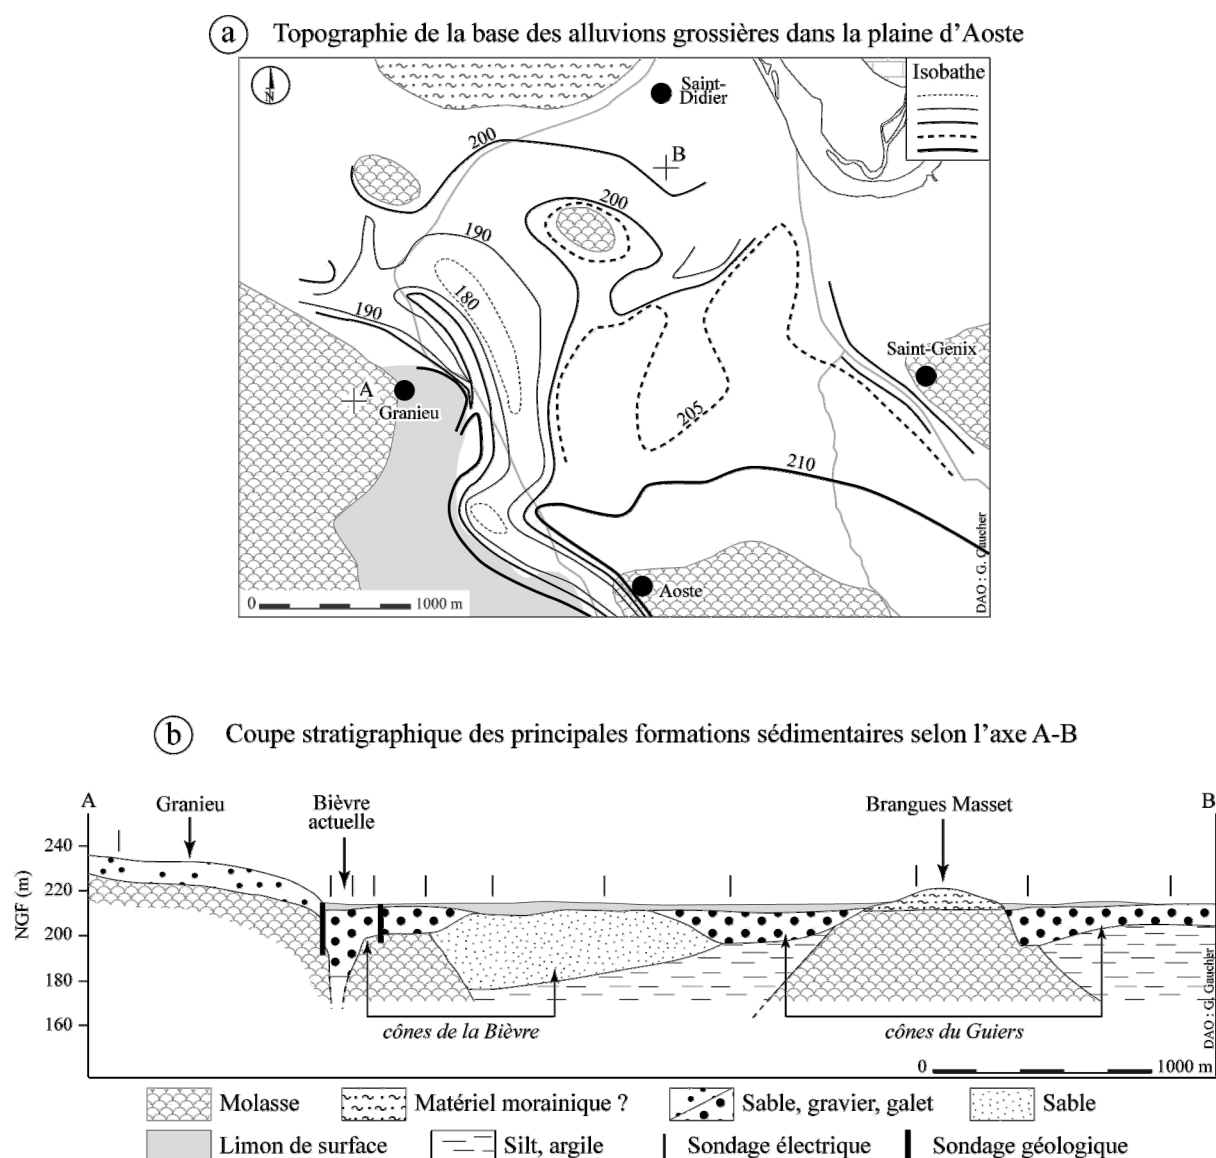 a Topographie de la base des alluvions grossières dans la plaine d'Aoste
N
Saint-
Didier
Isobathe
200
B
200
190
180
190
A
Granieu
Saint-Genix
205
210
Aoste
0 1000 m
DAO : G. Gaucher
b Coupe stratigraphique des principales formations sédimentaires selon l'axe A-B
A
Granieu
Bièvre
actuelle
Brangues Masset
B
NGF (m)
240
220
200
180
160
cônes de la Bièvre
cônes du Guiers
DAO : G. Gaucher
0 1000 m
Molasse
Matériel morainique ?
Sable, gravier, galet
Sable
Limon de surface
Silt, argile
Sondage électrique
Sondage géologique